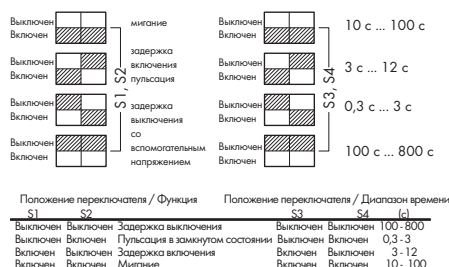 Выключен
Включен
мигание
Выключен
Включен
10 с ... 100 с
Выключен
Включен
задержка
включения
пульсация
Выключен
Включен
3 с ... 12 с
S1, S2
S3, S4
Выключен
Включен
задержка
выключения
Выключен
Включен
0,3 с ... 3 с
Выключен
Включен
со
вспомогательным
напряжением
Выключен
Включен
100 с ... 800 с
Положение переключателя / Функция
Положение переключателя / Диапазон времени
S1 S2 S3 S4 (с)
Выключен Выключен Задержка выключения Выключен Выключен 100 - 800
Выключен Включен Пульсация в замкнутом состоянии Выключен Включен 0,3 - 3
Включен Выключен Задержка включения Включен Выключен 3 - 12
Включен Включен Мигание Включен Включен 10 - 100